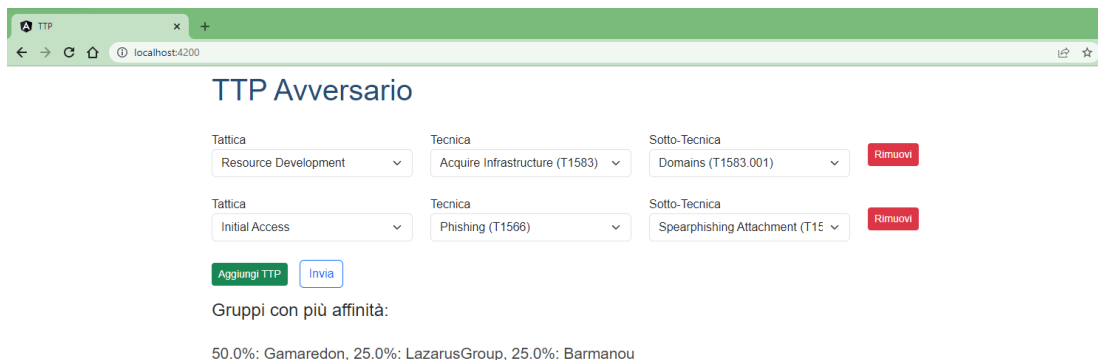 TTP
localhost:4200
TTP Avversario
Tattica Tecnica Sotto-Tecnica
Resource Development Acquire Infrastructure (T1583) Domains (T1583.001) Rimuovi
Tattica Tecnica Sotto-Tecnica
Initial Access Phishing (T1566) Spearphishing Attachment (T15 Rimuovi
Aggiungi TTP Invia
Gruppi con più affinità:
50.0%: Gamaredon, 25.0%: LazarusGroup, 25.0%: Barmanou